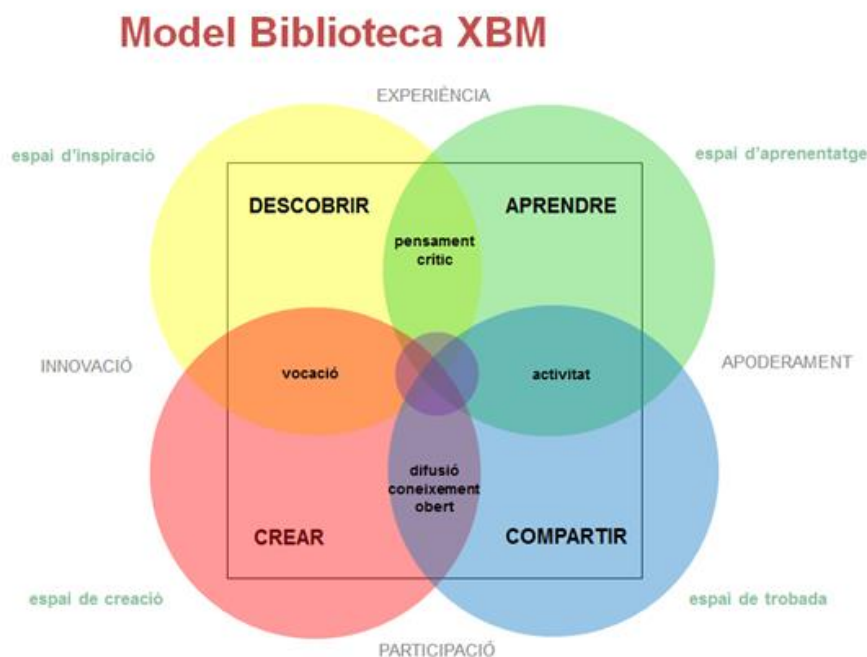 Model Biblioteca XBM
EXPERIÈNCIA
espai d'inspiració
espai d'aprenentatge
DESCOBRIR
APRENDRE
pensament
crític
INNOVACIÓ
vocació
activitat
APODERAMENT
difusió
coneixement
obert
CREAR
COMPARTIR
espai de creació
espai de trobada
PARTICIPACIÓ